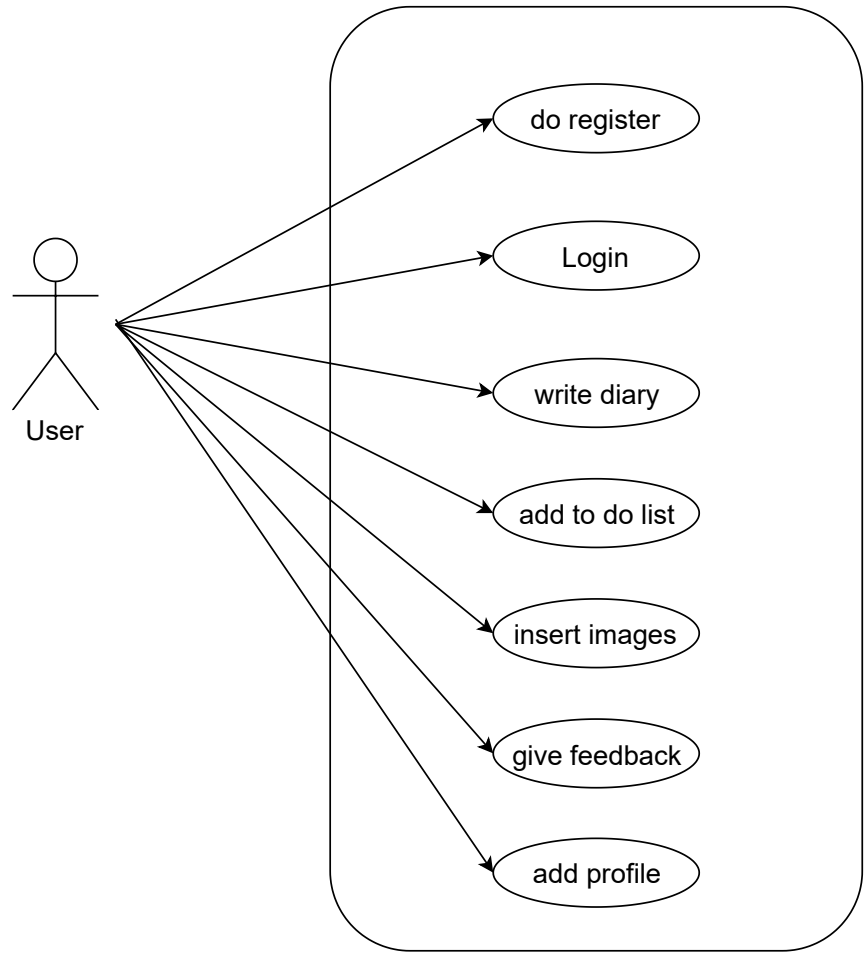 do register
Login
write diary
User
add to do list
insert images
give feedback
add profile